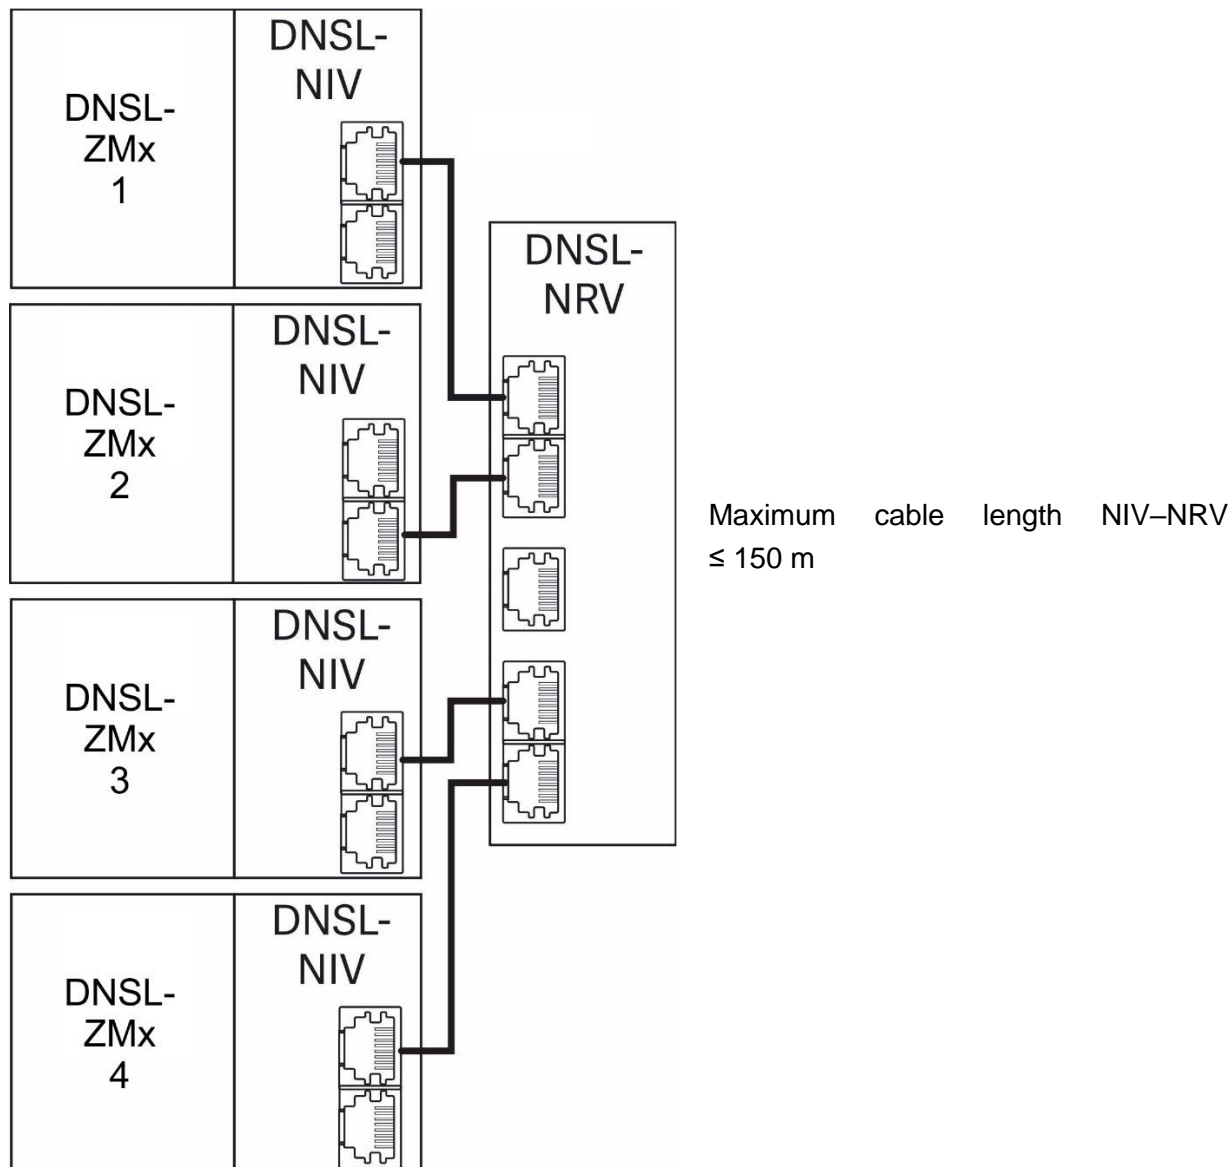 DNSL-
NIV
DNSL-
ZMx
1
DNSL-
NRV
DNSL-
NIV
DNSL-
ZMx
2
Maximum cable length NIV–NRV
≤ 150 m
DNSL-
NIV
DNSL-
ZMx
3
DNSL-
NIV
DNSL-
ZMx
4